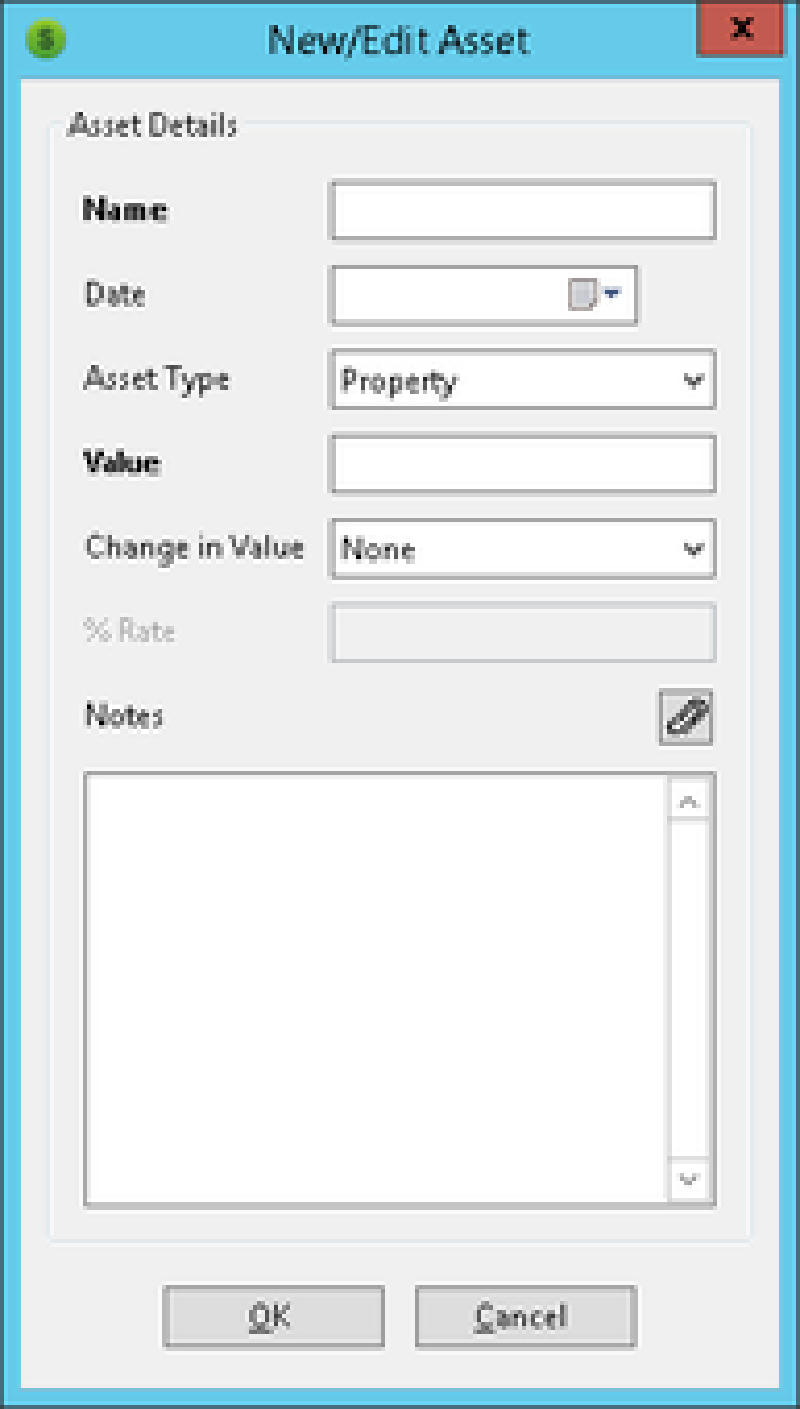 New/Edit Asset
Asset Details
Name
Date
Asset Type
Property
Value
Change in Value
None
% Rate
Notes
OK
Cancel